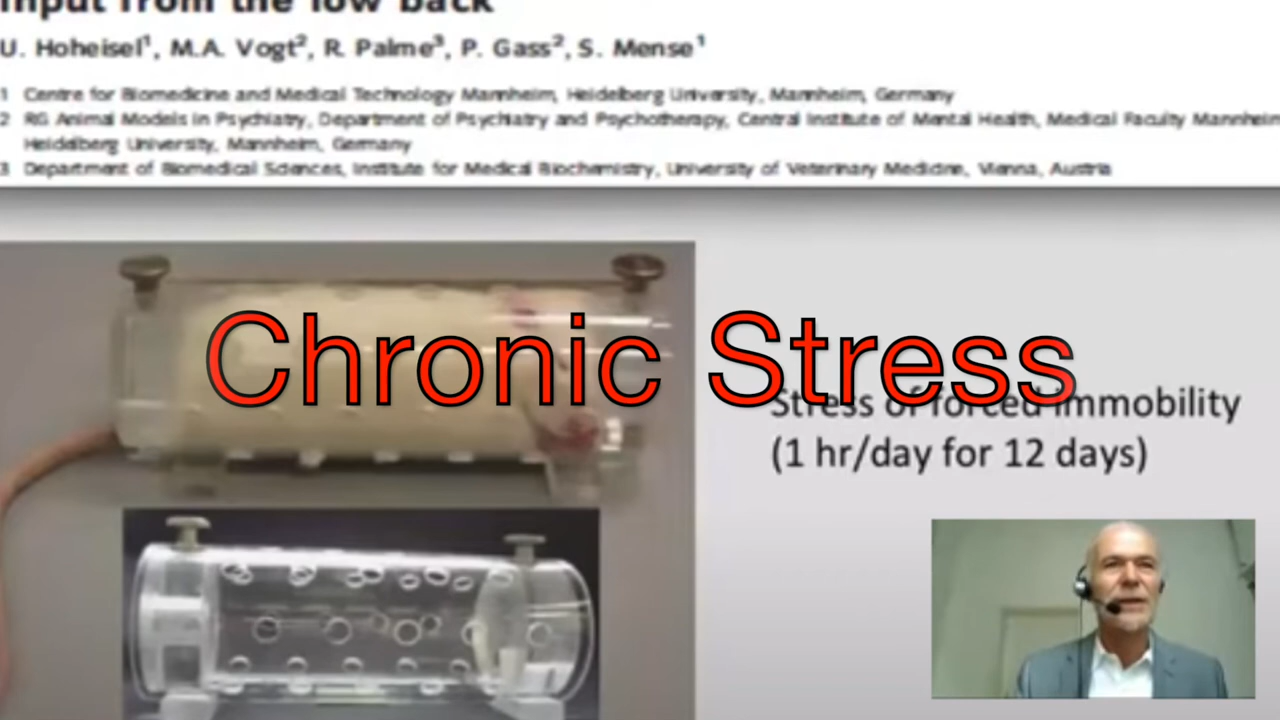 input from the low back
U. Hoheisel¹, M.A. Vogt², R. Palme³, P. Gass², S. Mense¹
1 Centre for Biomedicine and Medical Technology Mannheim, Heidelberg University, Mannheim, Germany
2 RG Animal Models in Psychiatry, Department of Psychiatry and Psychotherapy, Central Institute of Mental Health, Medical Faculty Mannheim
Heidelberg University, Mannheim, Germany
3 Department of Biomedical Sciences, Institute for Medical Biochemistry, University of Veterinary Medicine, Vienna, Austria
Chronic Stress
Stress of forced immobility
(1 hr/day for 12 days)